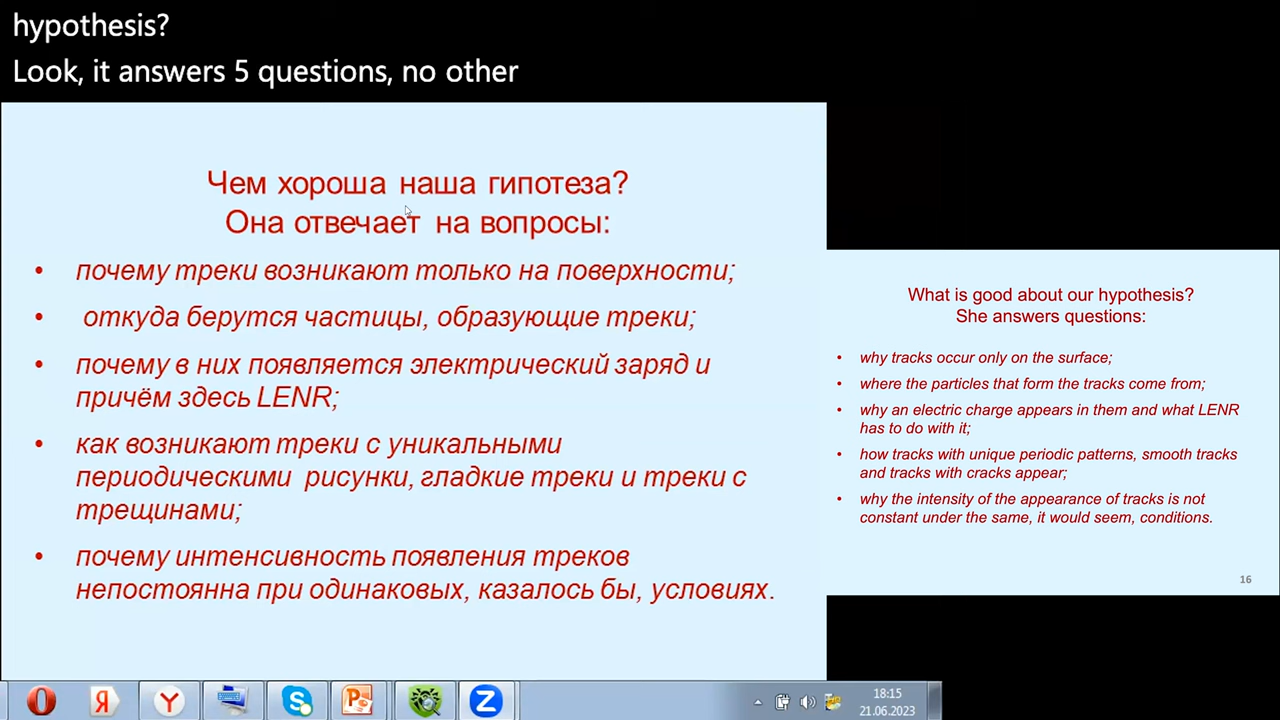 hypothesis?
Look, it answers 5 questions, no other
Чем хороша наша гипотеза?
Она отвечает на вопросы:
• почему треки возникают только на поверхности;
• откуда берутся частицы, образующие треки;
• почему в них появляется электрический заряд и
причём здесь LENR;
• как возникают треки с уникальными
периодическими рисунки, гладкие треки и треки с
трещинами;
• почему интенсивность появления треков
непостоянна при одинаковых, казалось бы, условиях.
What is good about our hypothesis?
She answers questions:
• why tracks occur only on the surface;
• where the particles that form the tracks come from;
• why an electric charge appears in them and what LENR
has to do with it;
• how tracks with unique periodic patterns, smooth tracks
and tracks with cracks appear;
• why the intensity of the appearance of tracks is not
constant under the same, it would seem, conditions.
16
18:15
21.06.2023